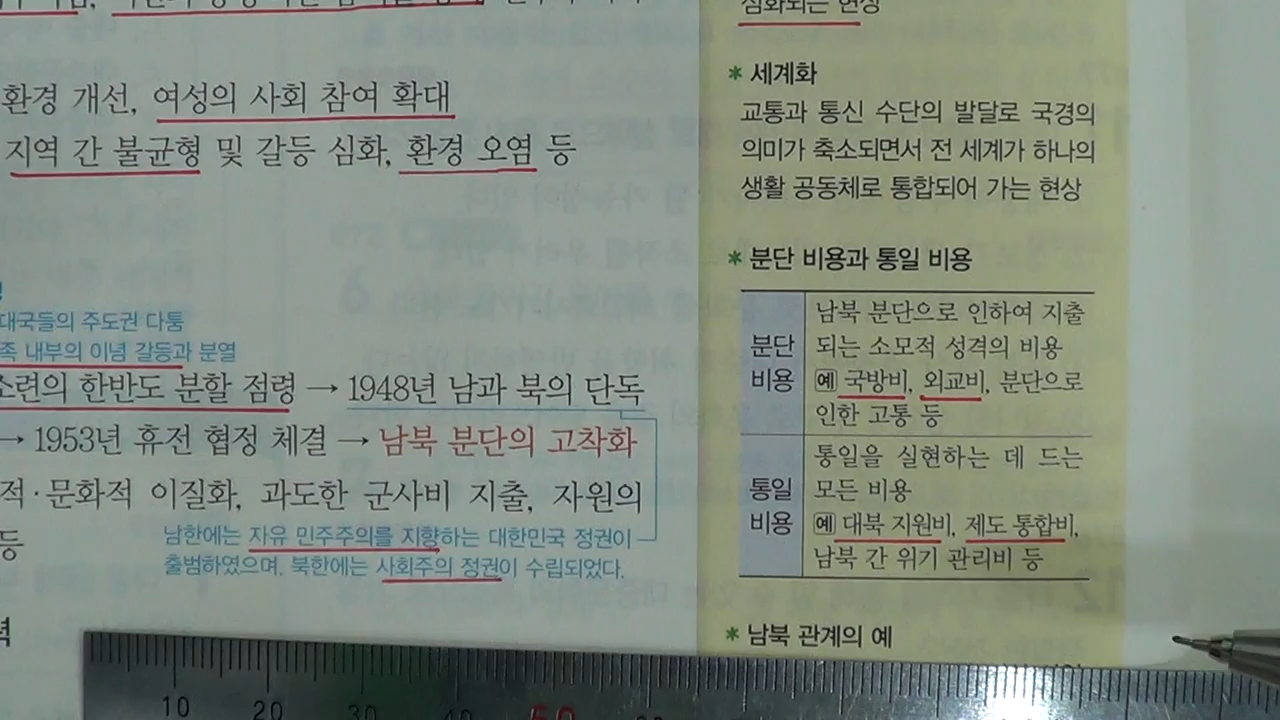 심화되는 현상
환경 개선, 여성의 사회 참여 확대
지역 간 불균형 및 갈등 심화, 환경 오염 등
대국들의 주도권 다툼
족 내부의 이념 갈등과 분열
소련의 한반도 분할 점령 → 1948년 남과 북의 단독
→ 1953년 휴전 협정 체결 → 남북 분단의 고착화
적·문화적 이질화, 과도한 군사비 지출, 자원의
남한에는 자유 민주주의를 지향하는 대한민국 정권이
등
출범하였으며, 북한에는 사회주의 정권이 수립되었다.
* 세계화
교통과 통신 수단의 발달로 국경의
의미가 축소되면서 전 세계가 하나의
생활 공동체로 통합되어 가는 현상
* 분단 비용과 통일 비용
분단
비용
남북 분단으로 인하여 지출
되는 소모적 성격의 비용
예 국방비, 외교비, 분단으로
인한 고통 등
통일
비용
통일을 실현하는 데 드는
모든 비용
예 대북 지원비, 제도 통합비,
남북 간 위기 관리비 등
* 남북 관계의 예
10 20 30 40 50